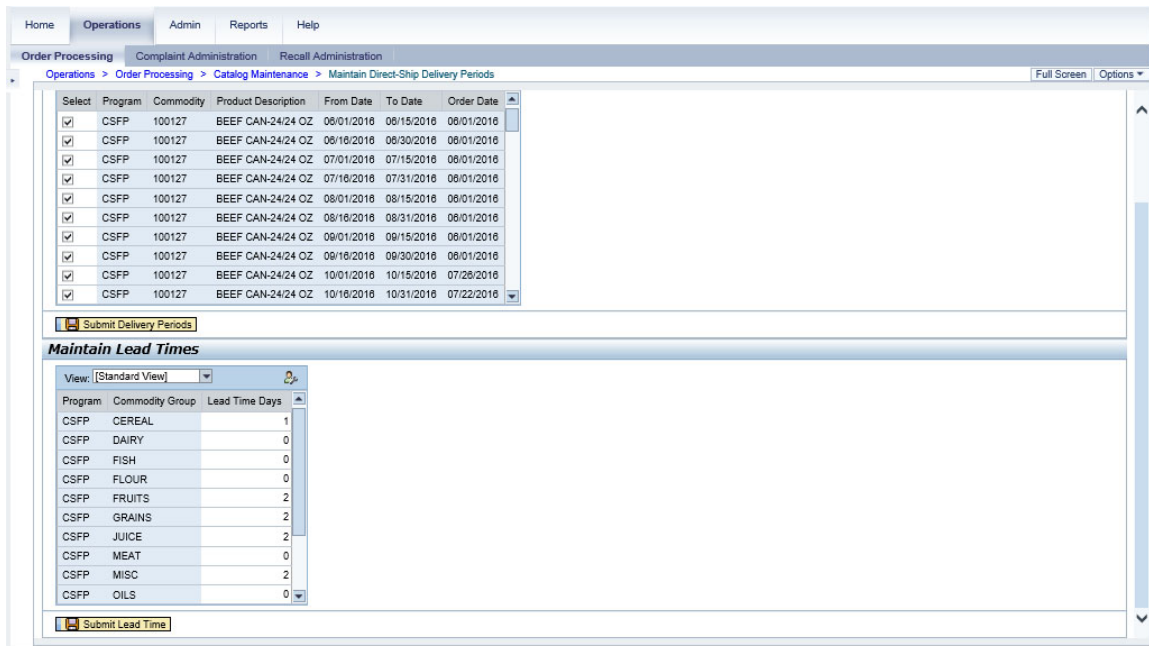 Home Operations Admin Reports Help
Order Processing Complaint Administration Recall Administration
Operations > Order Processing > Catalog Maintenance > Maintain Direct-Ship Delivery Periods Full Screen Options
Select Program Commodity Product Description From Date To Date Order Date
CSFP 100127 BEEF CAN-24/24 OZ 06/01/2016 06/15/2016 06/01/2016
CSFP 100127 BEEF CAN-24/24 OZ 06/16/2016 06/30/2016 06/01/2016
CSFP 100127 BEEF CAN-24/24 OZ 07/01/2016 07/15/2016 06/01/2016
CSFP 100127 BEEF CAN-24/24 OZ 07/16/2016 07/31/2016 06/01/2016
CSFP 100127 BEEF CAN-24/24 OZ 08/01/2016 08/15/2016 06/01/2016
CSFP 100127 BEEF CAN-24/24 OZ 08/16/2016 08/31/2016 06/01/2016
CSFP 100127 BEEF CAN-24/24 OZ 09/01/2016 09/15/2016 06/01/2016
CSFP 100127 BEEF CAN-24/24 OZ 09/16/2016 09/30/2016 06/01/2016
CSFP 100127 BEEF CAN-24/24 OZ 10/01/2016 10/15/2016 07/26/2016
CSFP 100127 BEEF CAN-24/24 OZ 10/16/2016 10/31/2016 07/22/2016
Submit Delivery Periods
Maintain Lead Times
View: [Standard View]
Program Commodity Group Lead Time Days
CSFP CEREAL 1
CSFP DAIRY 0
CSFP FISH 0
CSFP FLOUR 0
CSFP FRUITS 2
CSFP GRAINS 2
CSFP JUICE 2
CSFP MEAT 0
CSFP MISC 2
CSFP OILS 0
Submit Lead Time